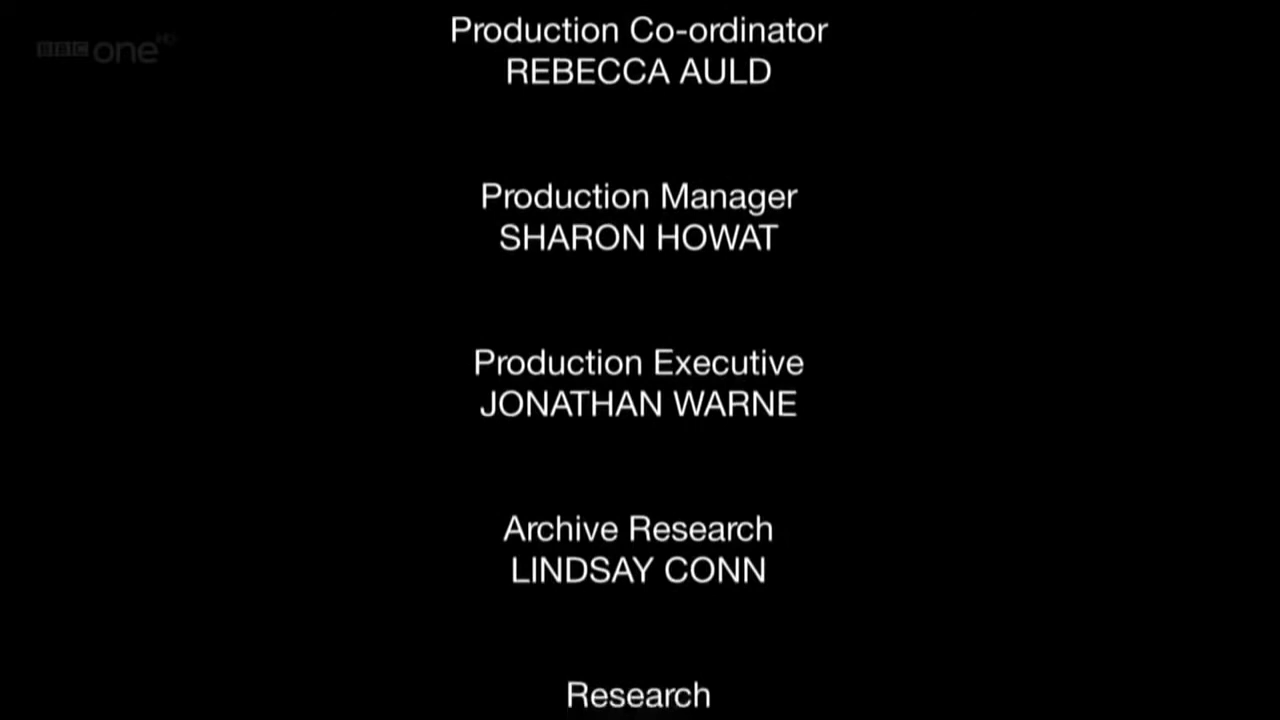 BBC one HD
Production Co-ordinator
REBECCA AULD
Production Manager
SHARON HOWAT
Production Executive
JONATHAN WARNE
Archive Research
LINDSAY CONN
Research